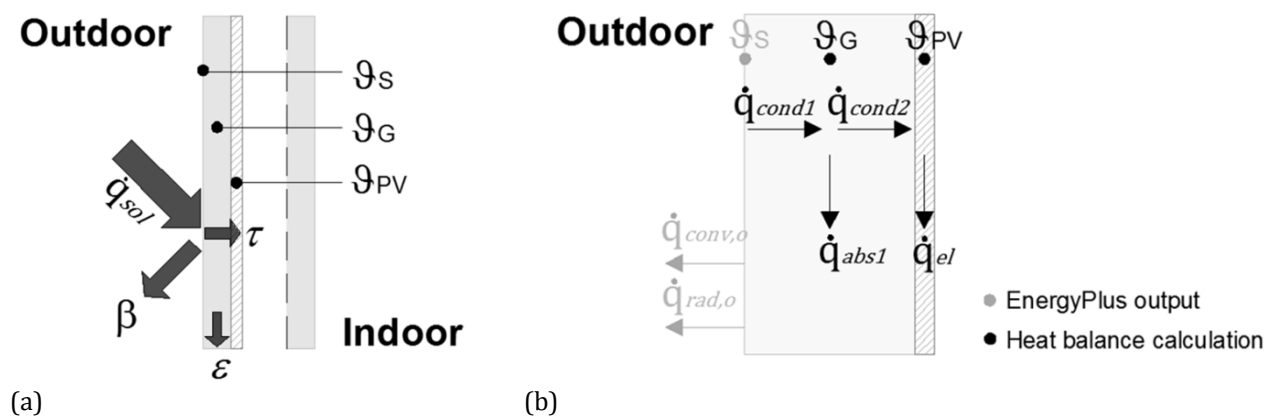 Outdoor
ϑS
ϑG
ϑPV
q̇sol
τ
β
ε
Indoor
(a)
Outdoor
ϑS
ϑG
ϑPV
q̇cond1
q̇cond2
q̇conv,o
q̇abs1
q̇el
q̇rad,o
EnergyPlus output
Heat balance calculation
(b)